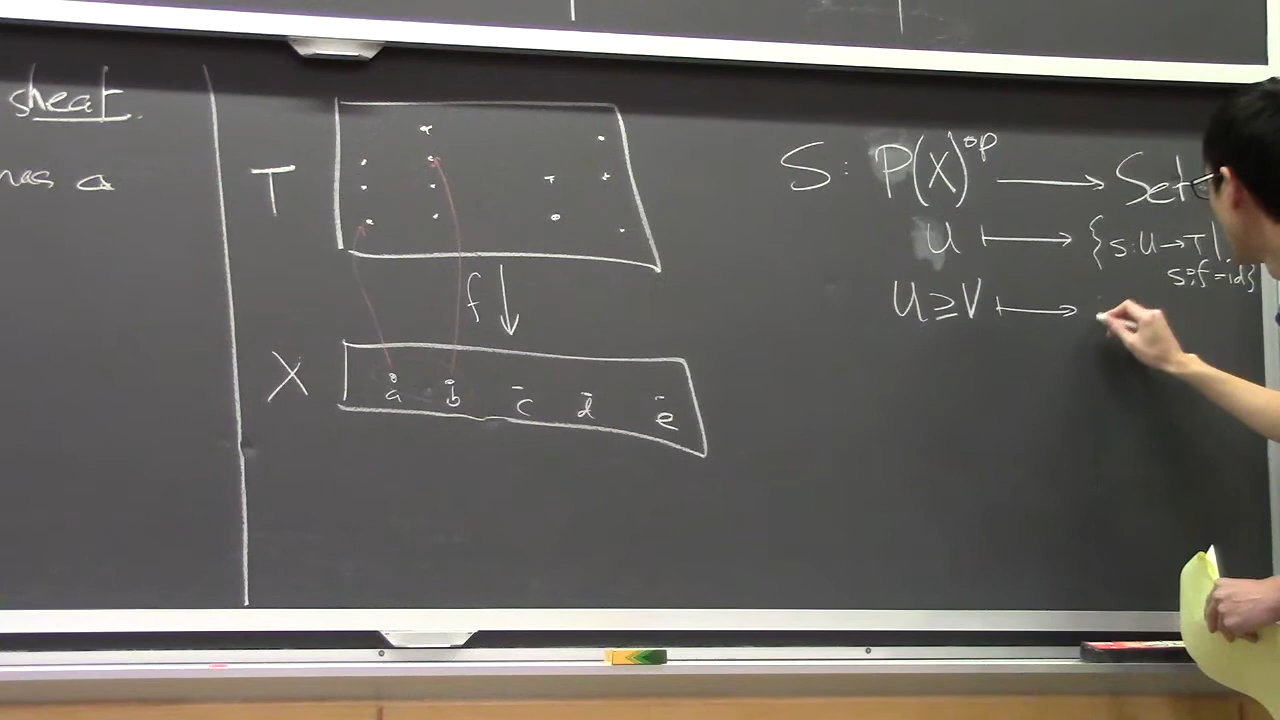 sheaf.
has a
T
f
X
a b c d e
S: P(X)^op → Set
U ↦ {s: U → T |
s;f = id}
U ≥ V ↦